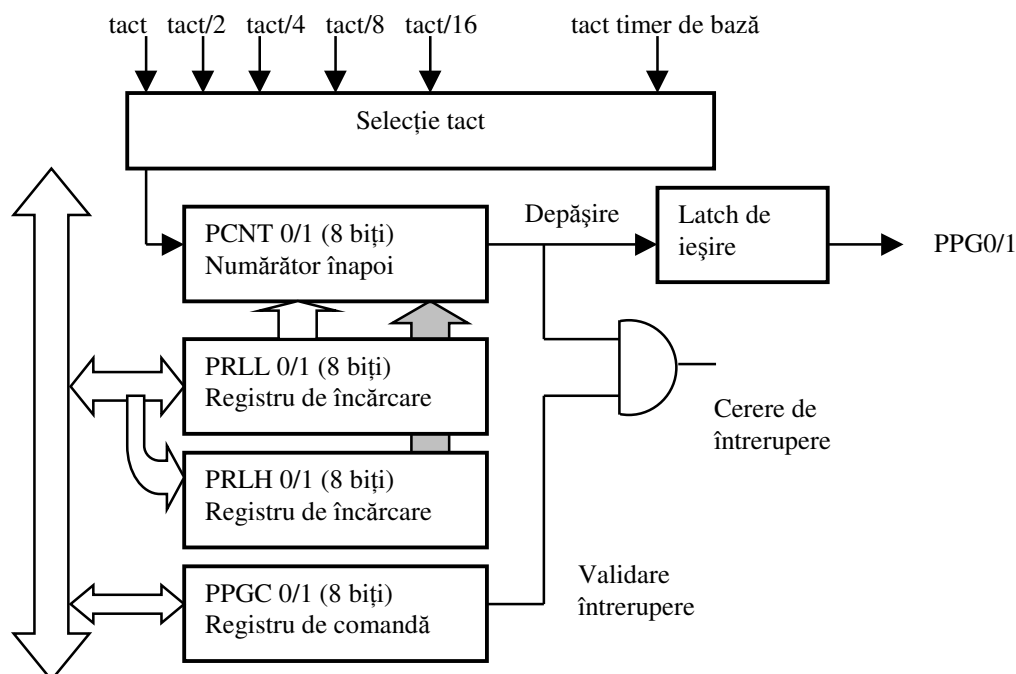 tact tact/2 tact/4 tact/8 tact/16 tact timer de bază
Selecție tact
PCNT 0/1 (8 biți)
Numărător înapoi
Depășire
Latch de
ieșire
PPG0/1
PRLL 0/1 (8 biți)
Registru de încărcare
Cerere de
întrerupere
PRLH 0/1 (8 biți)
Registru de încărcare
PPGC 0/1 (8 biți)
Registru de comandă
Validare
întrerupere